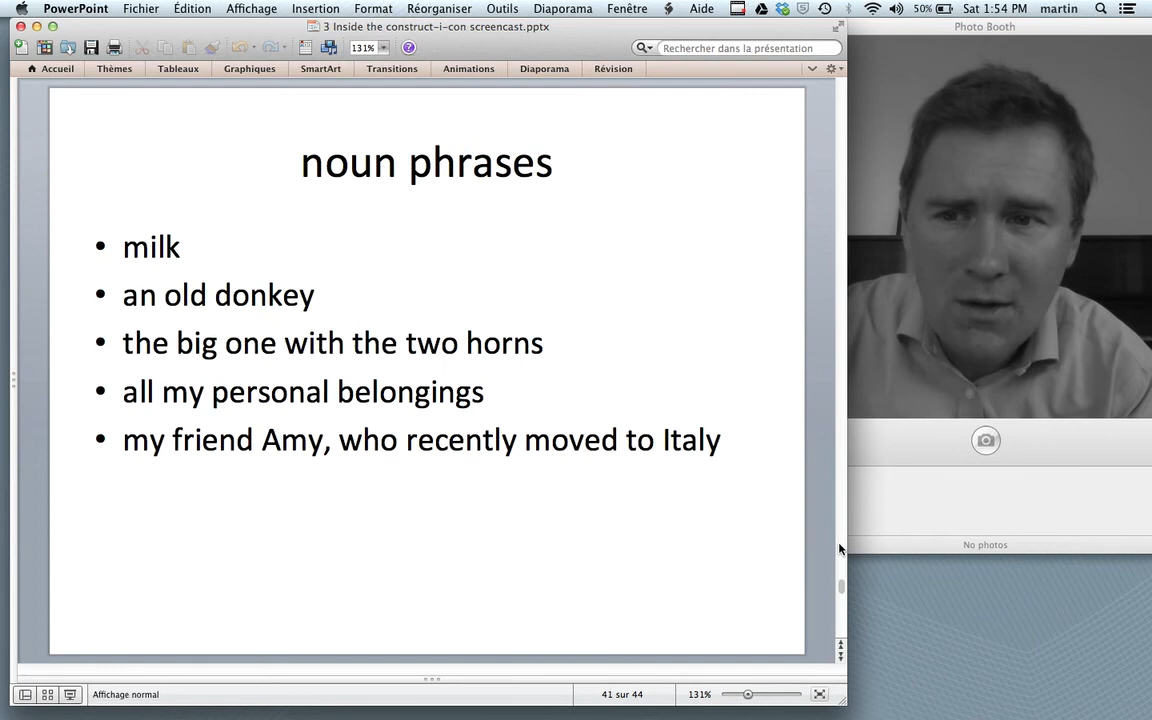 PowerPoint Fichier Édition Affichage Insertion Format Réorganiser Outils Diaporama Fenêtre Aide 50% Sat 1:54 PM martin
3 Inside the construct-i-con screencast.pptx
Photo Booth
131% Rechercher dans la présentation
Accueil Thèmes Tableaux Graphiques SmartArt Transitions Animations Diaporama Révision
noun phrases
• milk
• an old donkey
• the big one with the two horns
• all my personal belongings
• my friend Amy, who recently moved to Italy
No photos
Affichage normal 41 sur 44 131%